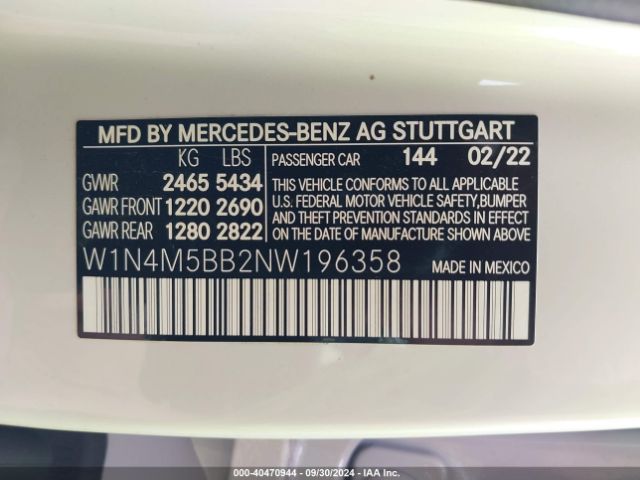 MFD BY MERCEDES-BENZ AG STUTTGART
KG LBS
GVWR 2465 5434
GAWR FRONT 1220 2690
GAWR REAR 1280 2822
PASSENGER CAR 144 02/22
THIS VEHICLE CONFORMS TO ALL APPLICABLE
U.S. FEDERAL MOTOR VEHICLE SAFETY,BUMPER
AND THEFT PREVENTION STANDARDS IN EFFECT
ON THE DATE OF MANUFACTURE SHOWN ABOVE.
W1N4M5BB2NW196358 MADE IN MEXICO
000-40470944 - 09/30/2024 - IAA Inc.